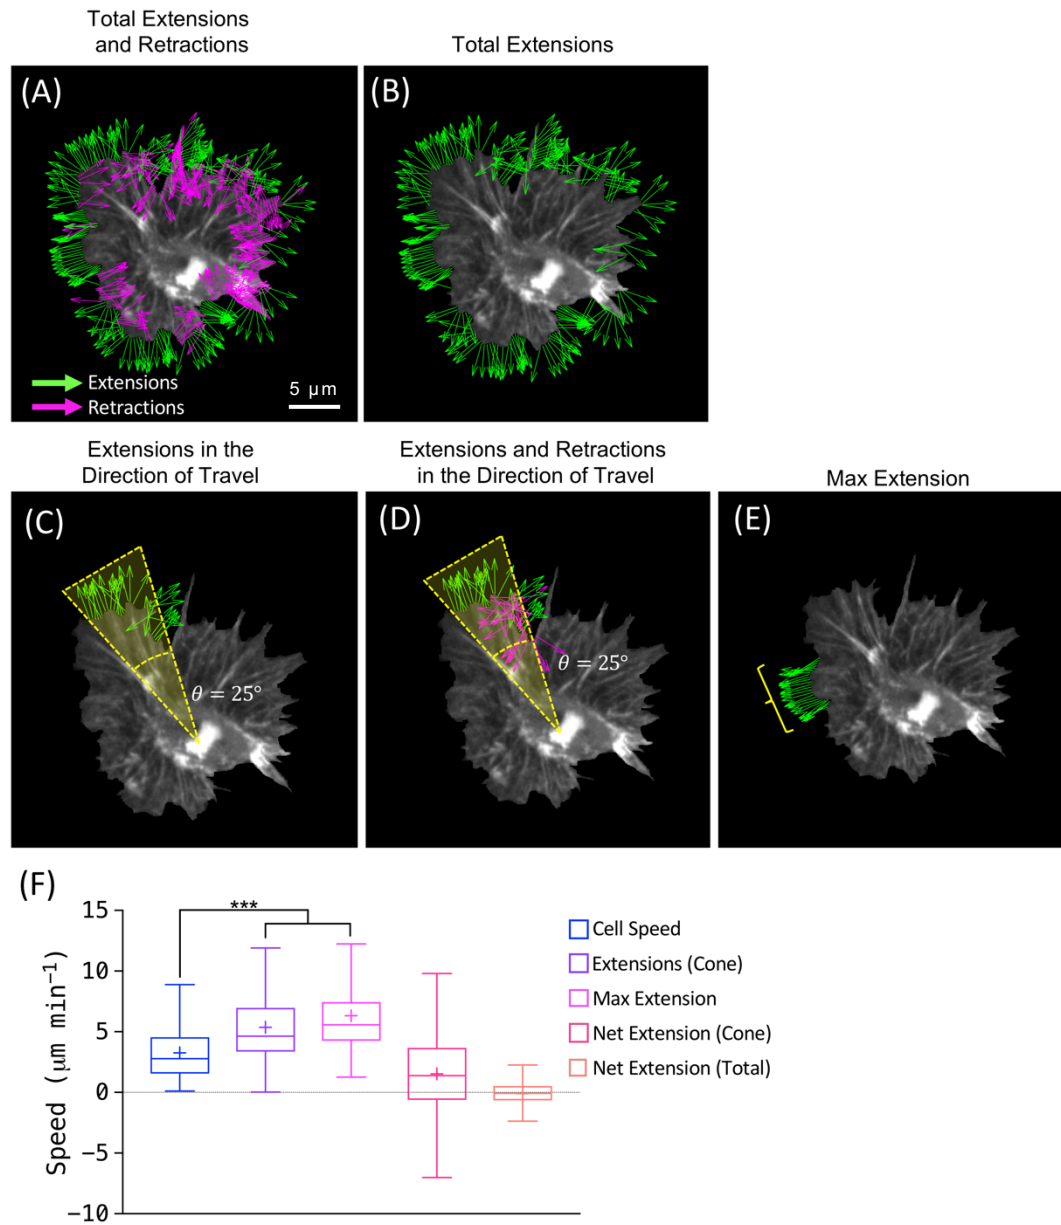 Total Extensions
and Retractions
Total Extensions
(A)
(B)
Extensions
Retractions
5 μm
Extensions in the
Direction of Travel
Extensions and Retractions
in the Direction of Travel
Max Extension
(C)
(D)
(E)
θ = 25°
θ = 25°
(F)
***
15
10
5
0
−5
−10
Speed (μm min⁻¹)
Cell Speed
Extensions (Cone)
Max Extension
Net Extension (Cone)
Net Extension (Total)